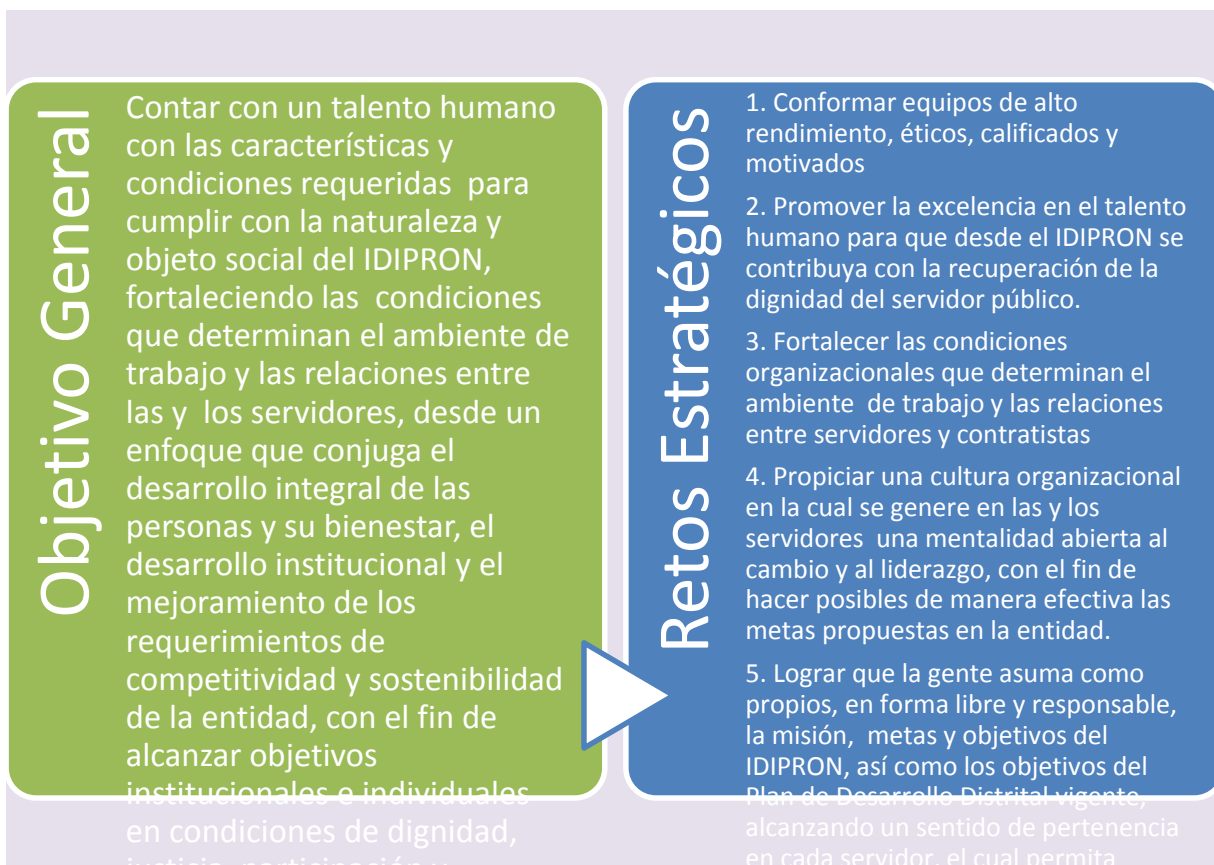 Objetivo General
Contar con un talento humano
con las características y
condiciones requeridas para
cumplir con la naturaleza y
objeto social del IDIPRON,
fortaleciendo las condiciones
que determinan el ambiente de
trabajo y las relaciones entre
las y los servidores, desde un
enfoque que conjuga el
desarrollo integral de las
personas y su bienestar, el
desarrollo institucional y el
mejoramiento de los
requerimientos de
competitividad y sostenibilidad
de la entidad, con el fin de
alcanzar objetivos
institucionales e individuales
en condiciones de dignidad,
justicia, participación y
Retos Estratégicos
1. Conformar equipos de alto
rendimiento, éticos, calificados y
motivados
2. Promover la excelencia en el talento
humano para que desde el IDIPRON se
contribuya con la recuperación de la
dignidad del servidor público.
3. Fortalecer las condiciones
organizacionales que determinan el
ambiente de trabajo y las relaciones
entre servidores y contratistas
4. Propiciar una cultura organizacional
en la cual se genere en las y los
servidores una mentalidad abierta al
cambio y al liderazgo, con el fin de
hacer posibles de manera efectiva las
metas propuestas en la entidad.
5. Lograr que la gente asuma como
propios, en forma libre y responsable,
la misión, metas y objetivos del
IDIPRON, así como los objetivos del
Plan de Desarrollo Distrital vigente,
alcanzando un sentido de pertenencia
en cada servidor, el cual permita